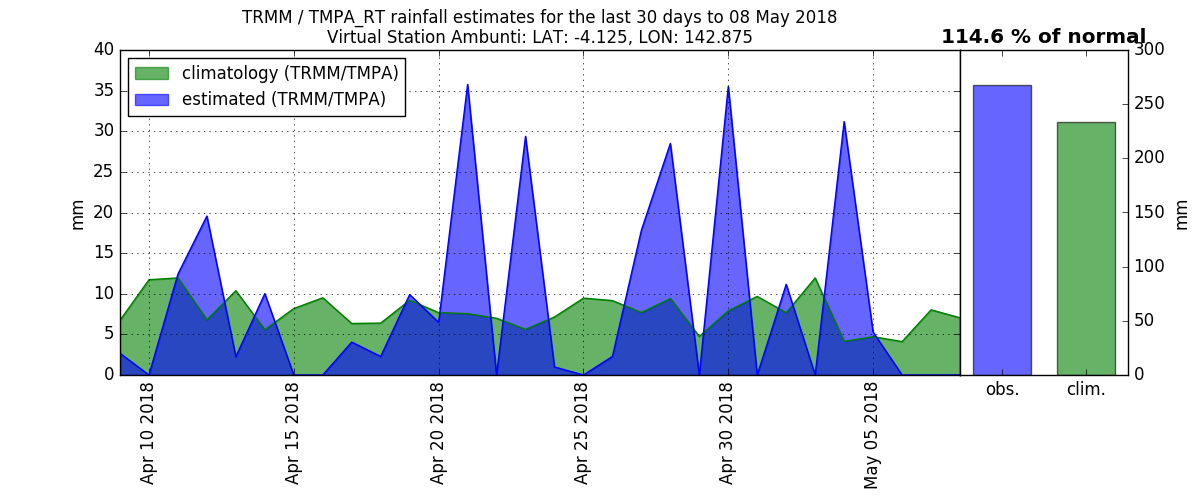 TRMM / TMPA_RT rainfall estimates for the last 30 days to 08 May 2018
Virtual Station Ambunti: LAT: -4.125, LON: 142.875
114.6 % of normal
climatology (TRMM/TMPA)
estimated (TRMM/TMPA)
mm
40
35
30
25
20
15
10
5
0
Apr 10 2018
Apr 15 2018
Apr 20 2018
Apr 25 2018
Apr 30 2018
May 05 2018
obs.
clim.
300
250
200
150
100
50
0
mm